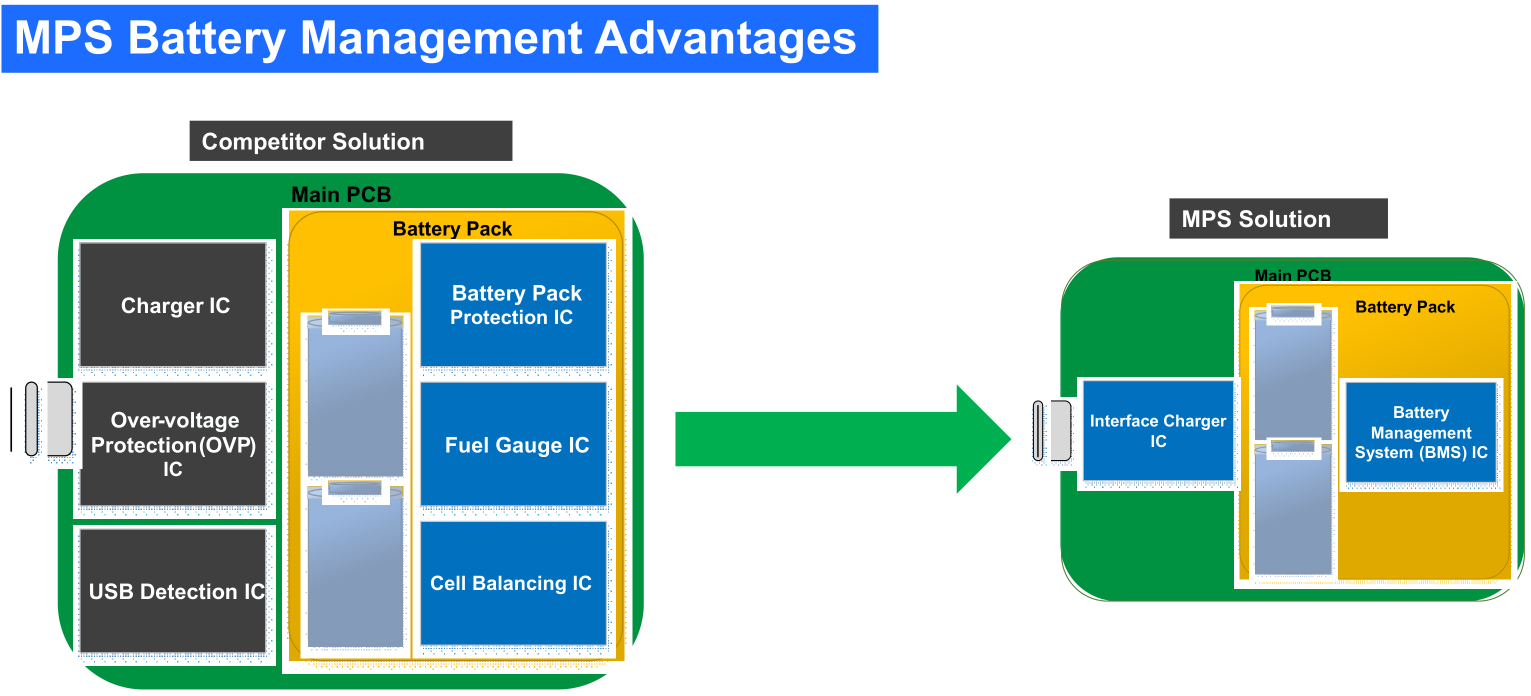 MPS Battery Management Advantages
Competitor Solution
Main PCB
Battery Pack
Charger IC
Over-voltage
Protection(OVP)
IC
USB Detection IC
Battery Pack
Protection IC
Fuel Gauge IC
Cell Balancing IC
MPS Solution
Main PCB
Battery Pack
Interface Charger
IC
Battery
Management
System (BMS) IC